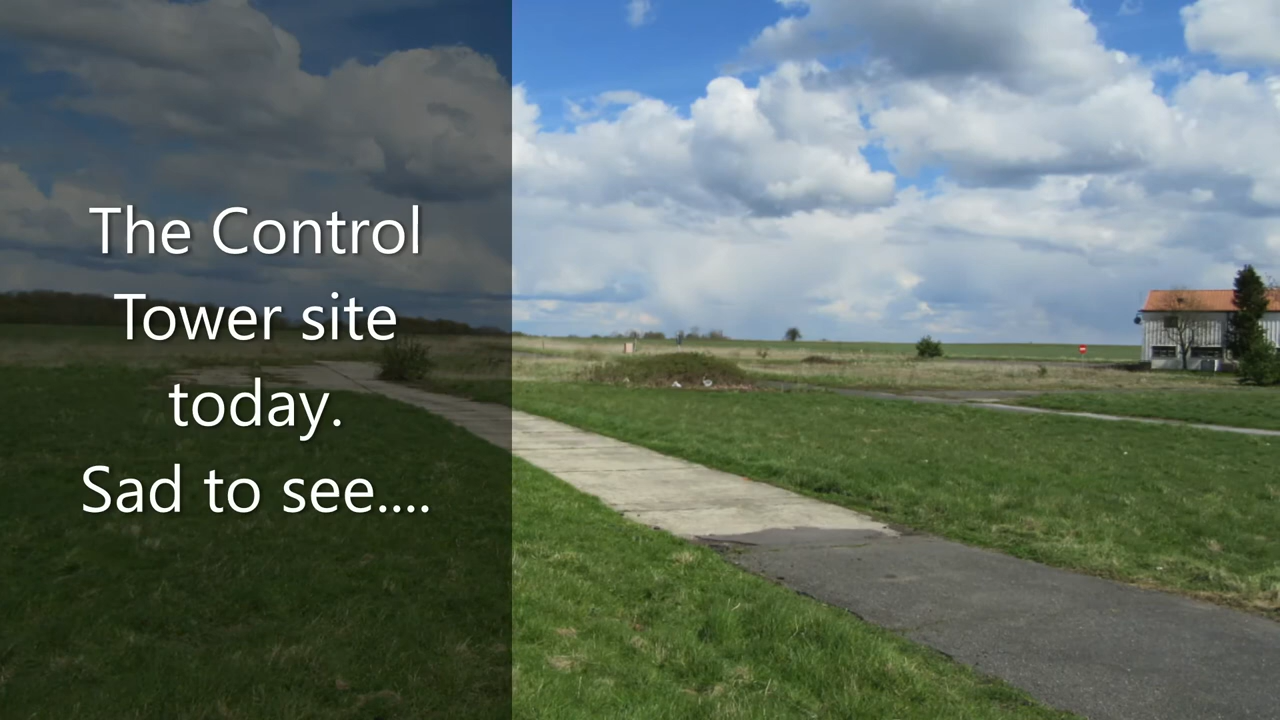 The Control
Tower site
today.
Sad to see....